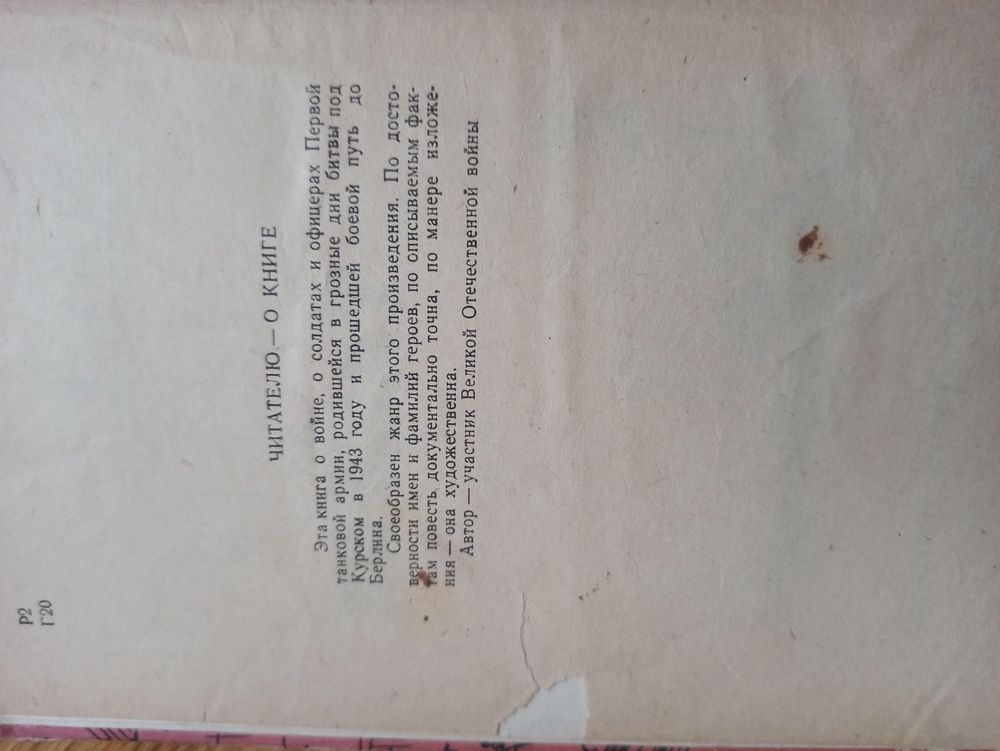 Р2
Г20
ЧИТАТЕЛЮ — О КНИГЕ
Эта книга о войне, о солдатах и офицерах Первой
танковой армии, родившейся в грозные дни битвы под
Курском в 1943 году и прошедшей боевой путь до
Берлина.
Своеобразен жанр этого произведения. По досто-
верности имен и фамилий героев, по описываемым фак-
там повесть документально точна, по манере изложе-
ния — она художественна.
Автор — участник Великой Отечественной войны